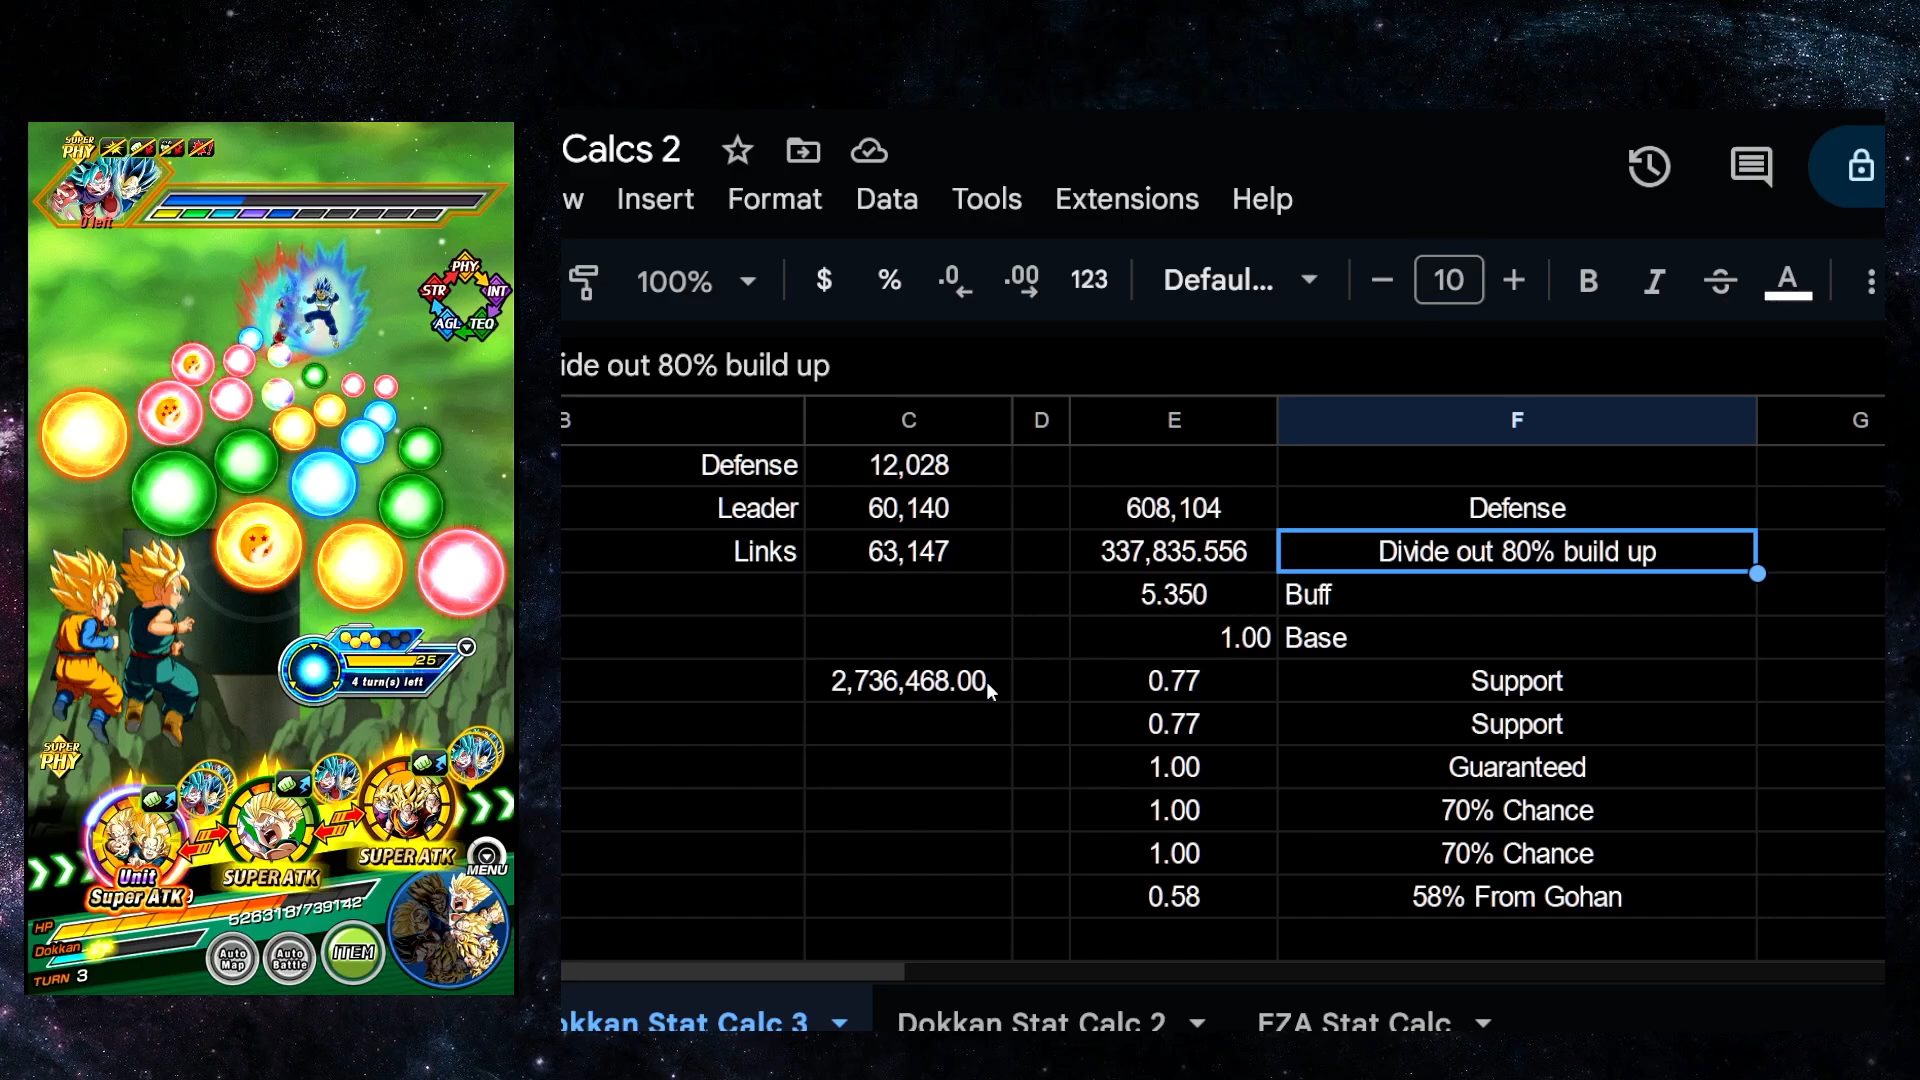 SUPER
PHY
0 left
PHY
STR
INT
AGL
TEQ
25
4 turn(s) left
SUPER
PHY
Unit
Super ATK
SUPER ATK
SUPER ATK
MENU
HP
526318/739142
Dokkan
Auto
Map
Auto
Battle
ITEM
TURN 3
Calcs 2
w Insert Format Data Tools Extensions Help
100% $ % .0 .00 123 Defaul... − 10 + B I S A
ide out 80% build up
B C D E F G
Defense 12,028
Leader 60,140 608,104 Defense
Links 63,147 337,835.556 Divide out 80% build up
5.350 Buff
1.00 Base
2,736,468.00 0.77 Support
0.77 Support
1.00 Guaranteed
1.00 70% Chance
1.00 70% Chance
0.58 58% From Gohan
okkan Stat Calc 3 Dokkan Stat Calc 2 EZA Stat Calc